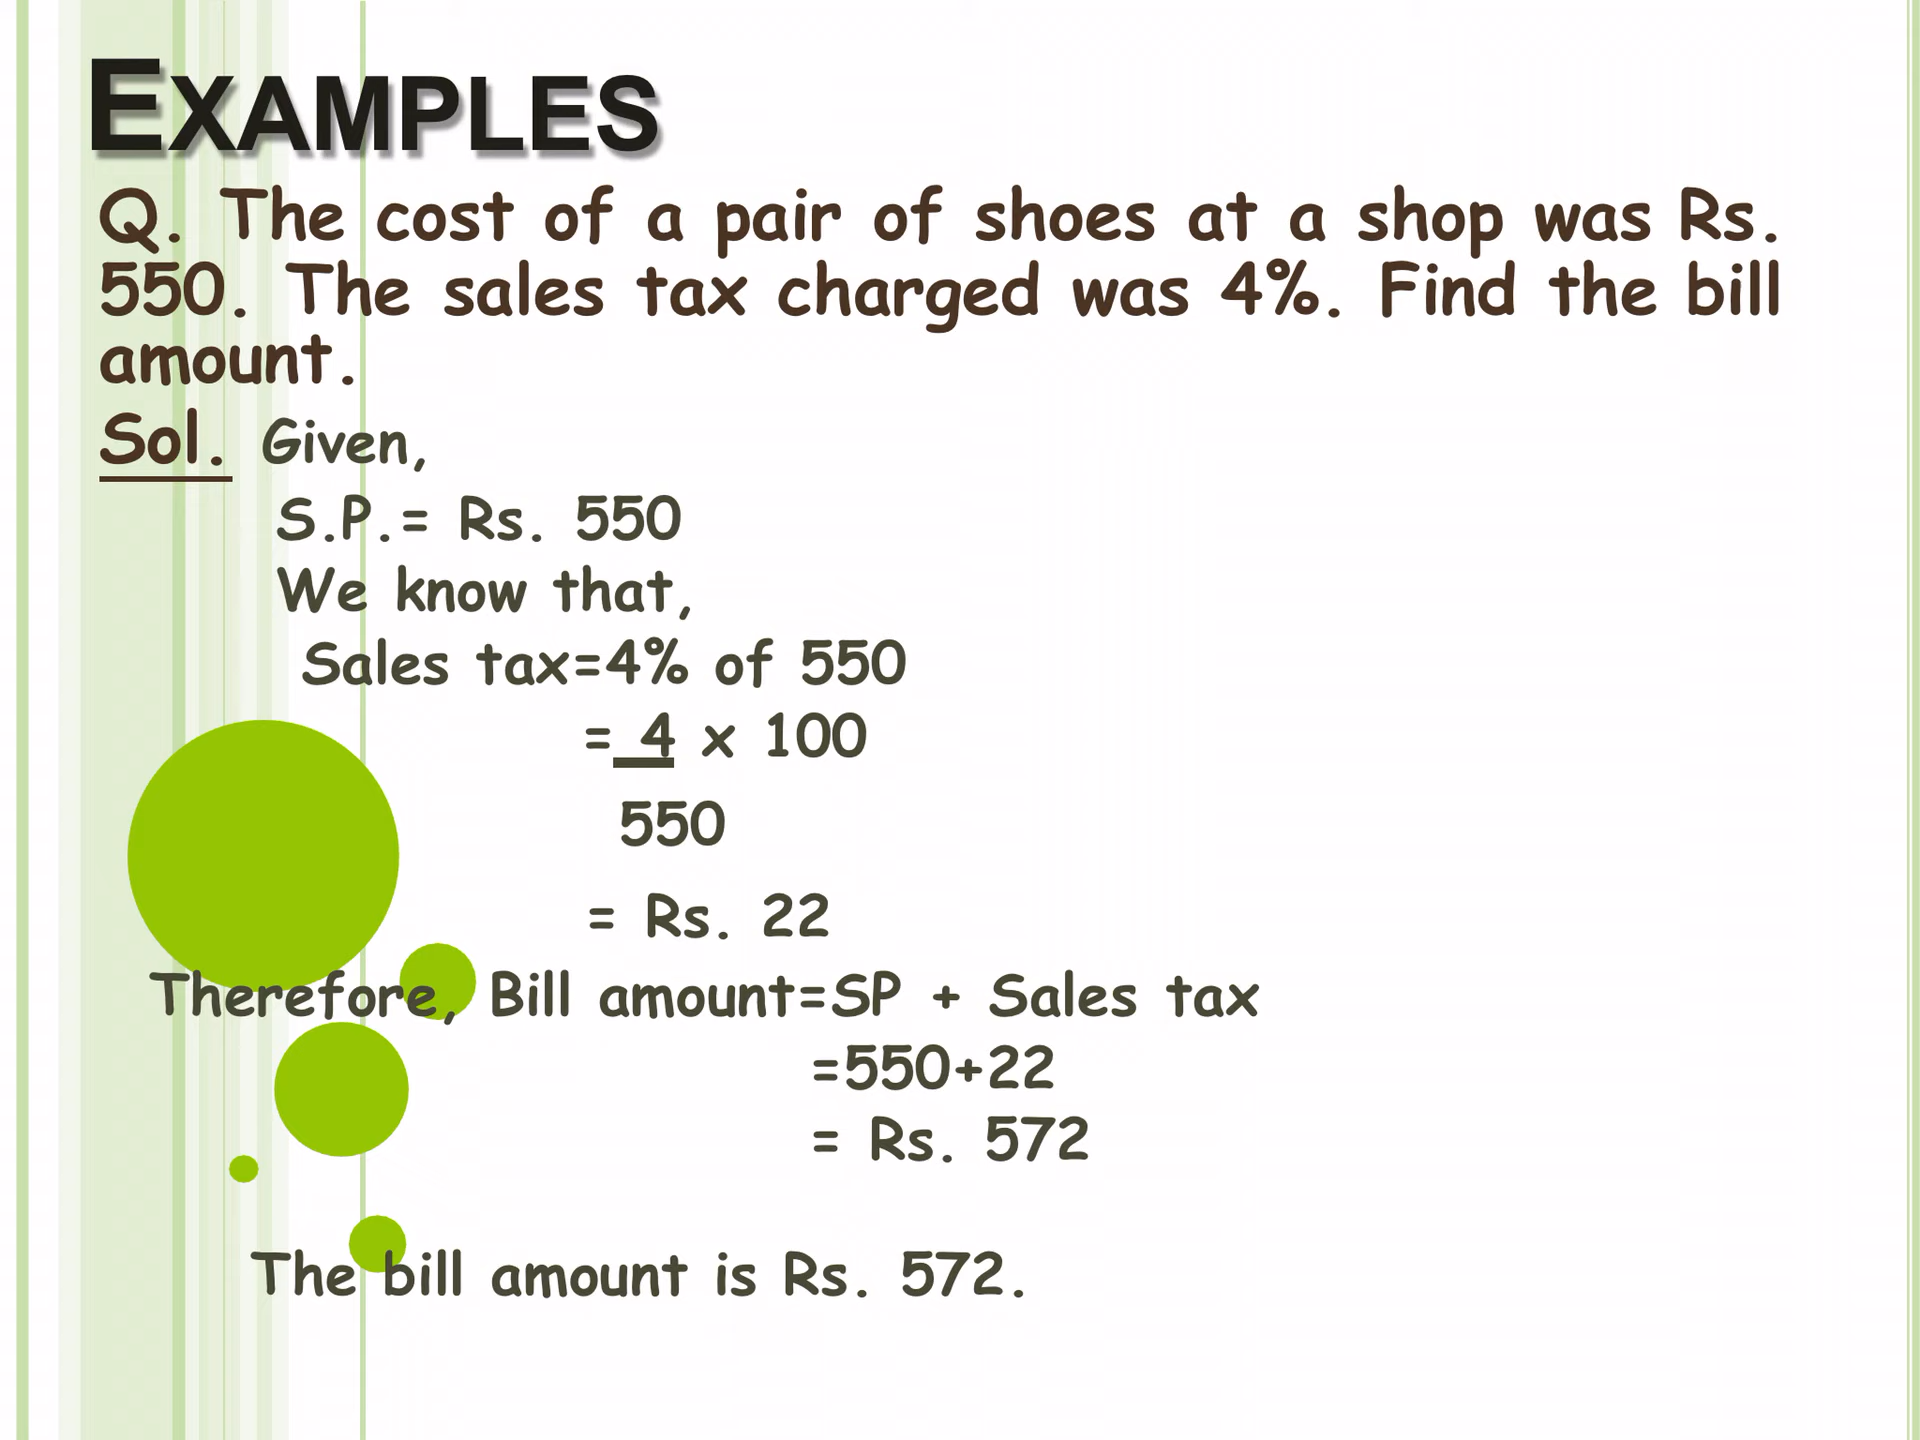 EXAMPLES
Q. The cost of a pair of shoes at a shop was Rs.
550. The sales tax charged was 4%. Find the bill
amount.
Sol. Given,
S.P.= Rs. 550
We know that,
Sales tax=4% of 550
= 4 x 100
550
= Rs. 22
Therefore, Bill amount=SP + Sales tax
=550+22
= Rs. 572
The bill amount is Rs. 572.